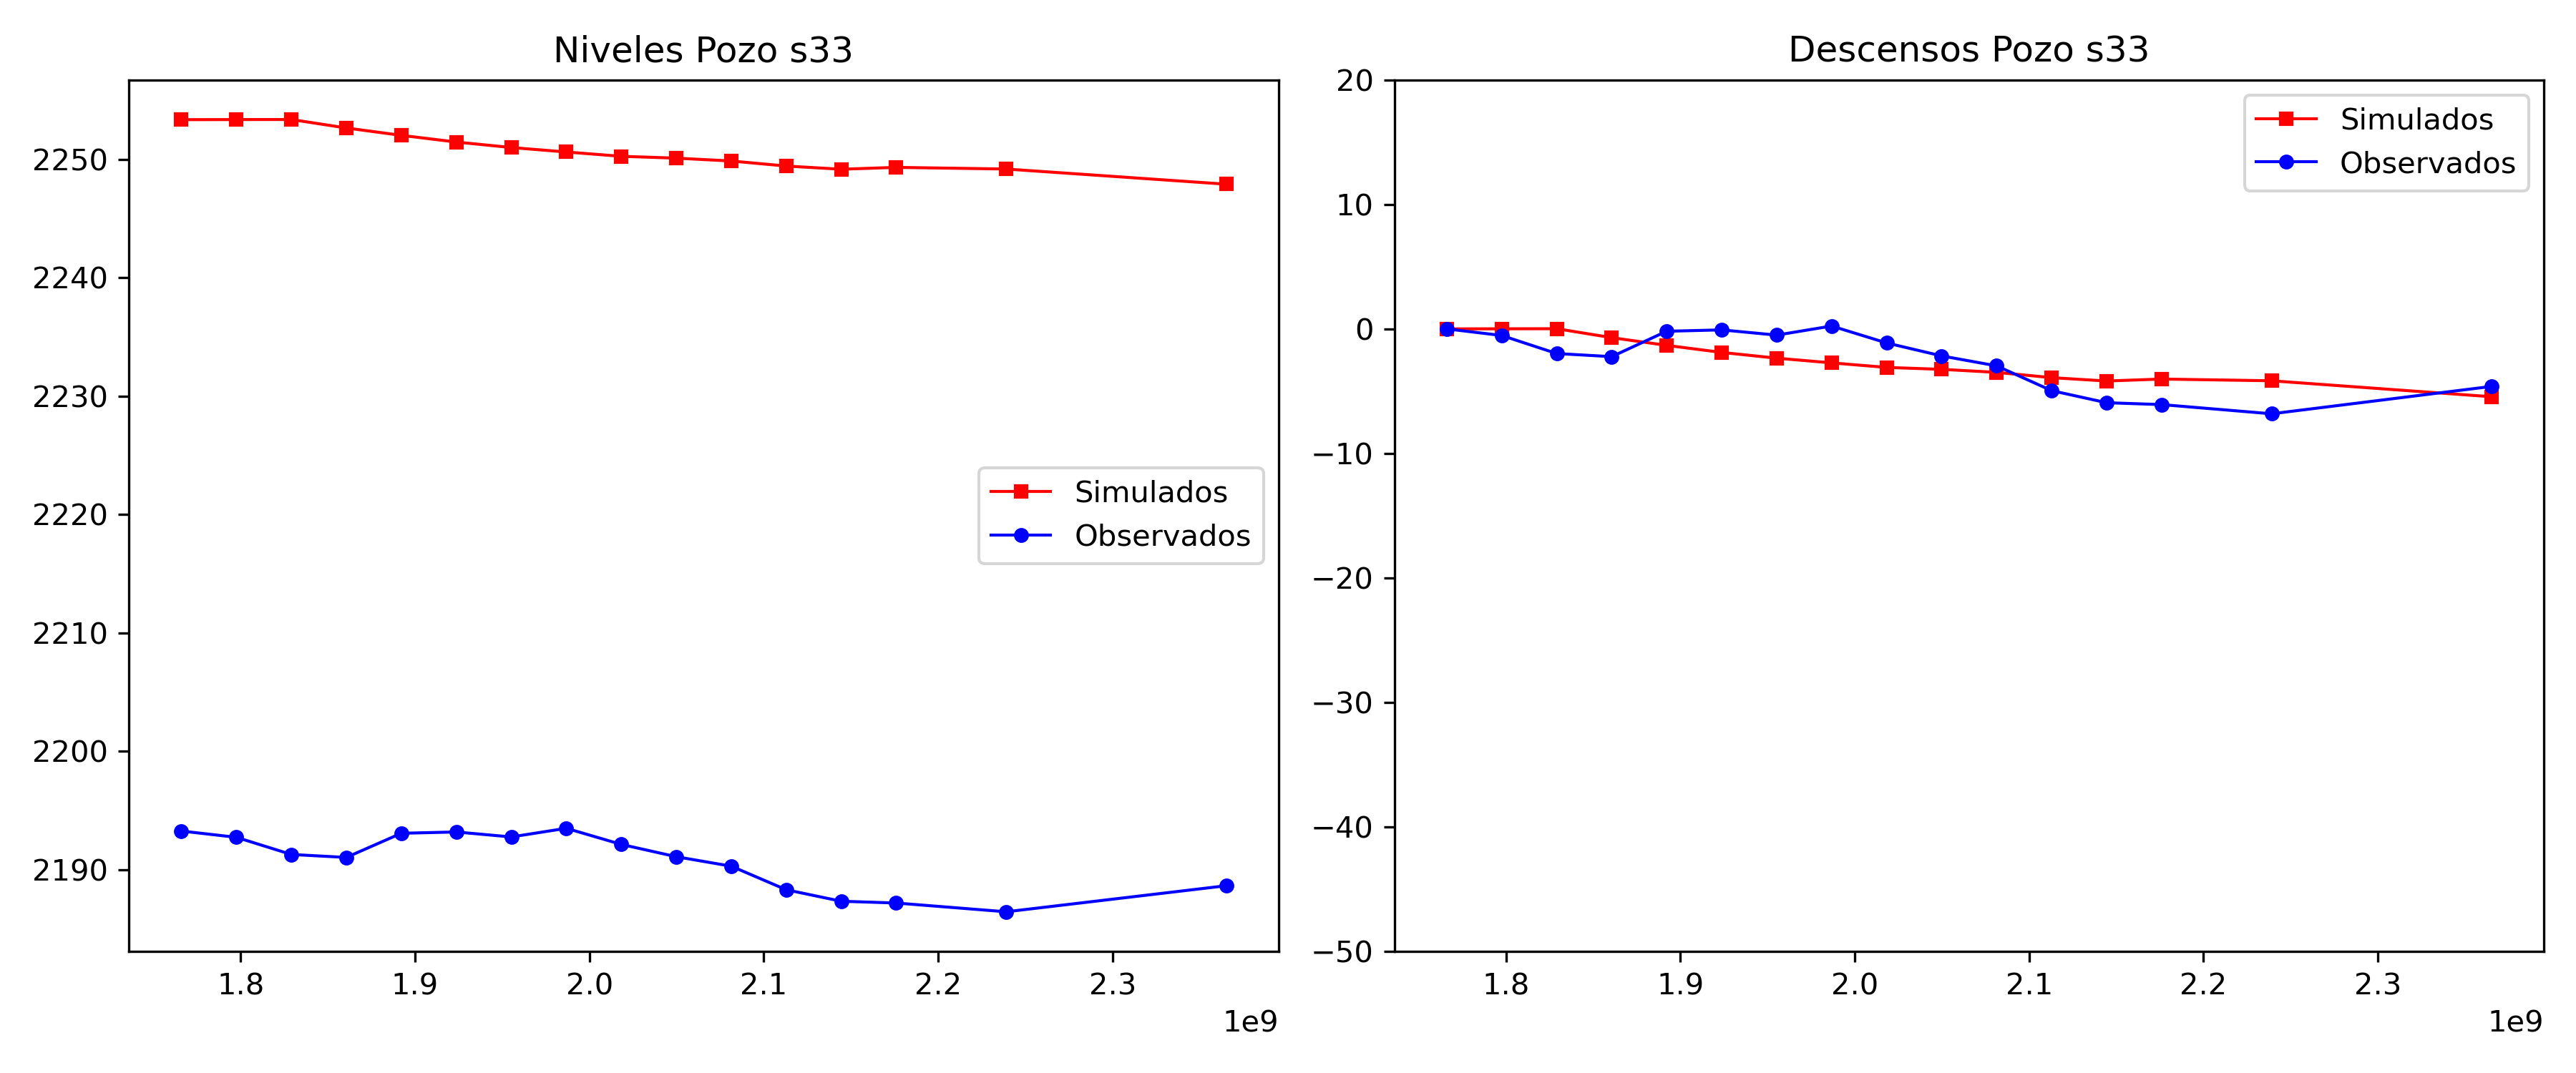 Niveles Pozo s33
2250
2240
2230
2220
2210
2200
2190
Simulados
Observados
1.8 1.9 2.0 2.1 2.2 2.3
1e9
Descensos Pozo s33
20
10
0
−10
−20
−30
−40
−50
Simulados
Observados
1.8 1.9 2.0 2.1 2.2 2.3
1e9